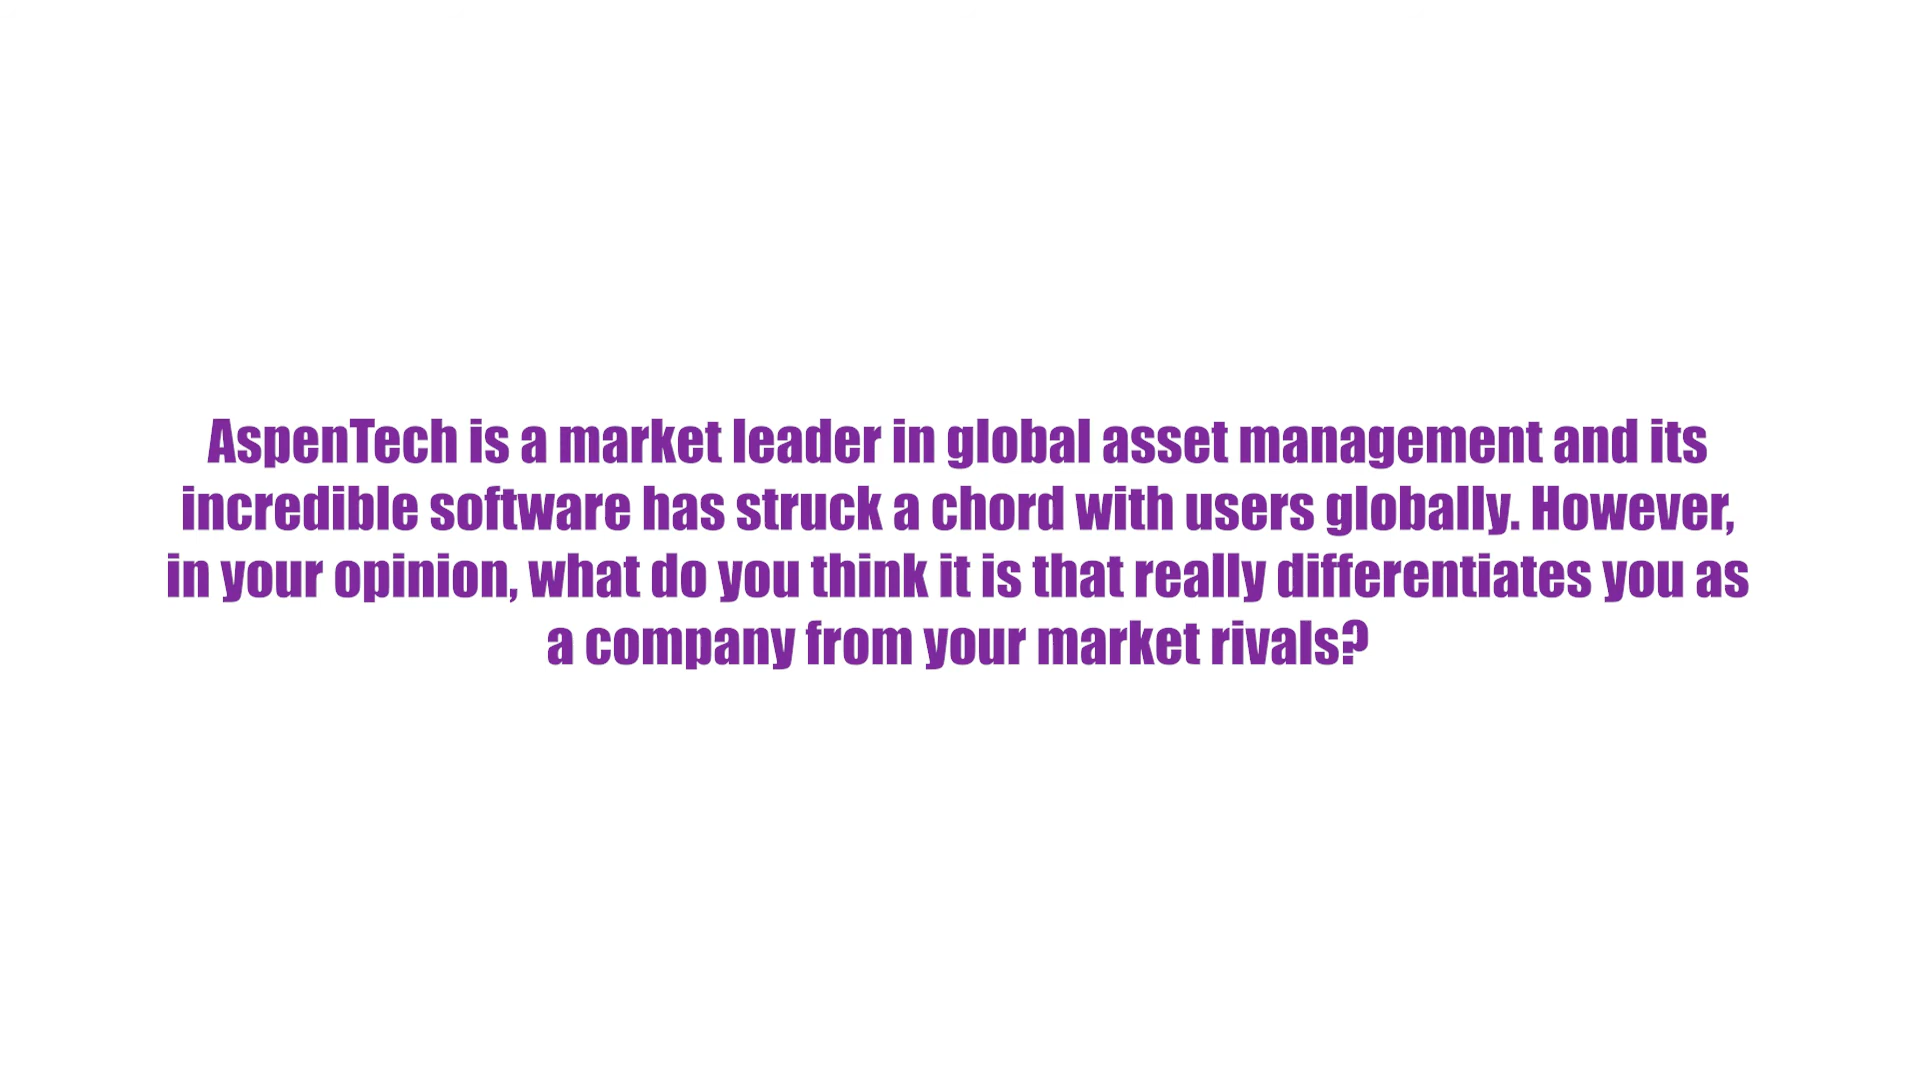 AspenTech is a market leader in global asset management and its
incredible software has struck a chord with users globally. However,
in your opinion, what do you think it is that really differentiates you as
a company from your market rivals?